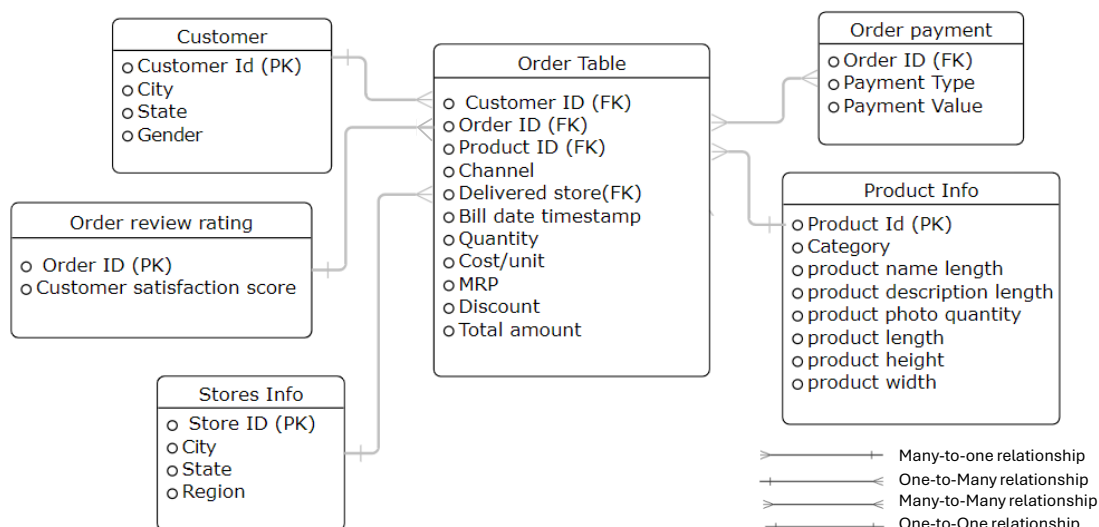 Customer
Customer Id (PK)
City
State
Gender
Order review rating
Order ID (PK)
Customer satisfaction score
Stores Info
Store ID (PK)
City
State
Region
Order Table
Customer ID (FK)
Order ID (FK)
Product ID (FK)
Channel
Delivered store(FK)
Bill date timestamp
Quantity
Cost/unit
MRP
Discount
Total amount
Order payment
Order ID (FK)
Payment Type
Payment Value
Product Info
Product Id (PK)
Category
product name length
product description length
product photo quantity
product length
product height
product width
Many-to-one relationship
One-to-Many relationship
Many-to-Many relationship
One-to-One relationship